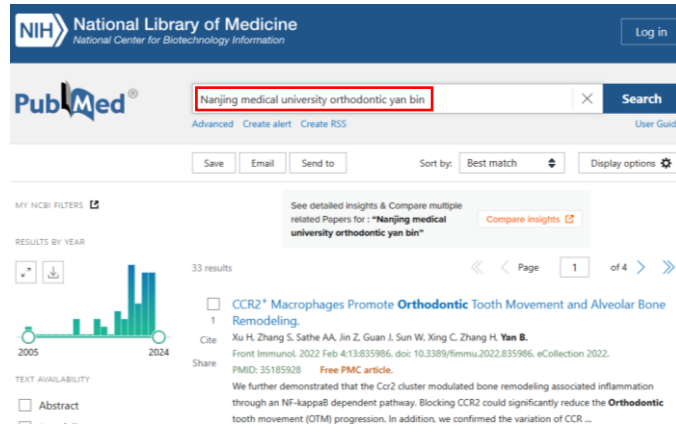 NIH National Library of Medicine
National Center for Biotechnology Information
Log in
PubMed®
Nanjing medical university orthodontic yan bin
Search
Advanced Create alert Create RSS
User Guid
Save Email Send to Sort by: Best match Display options
MY NCBI FILTERS
See detailed insights & Compare multiple
related Papers for : "Nanjing medical
university orthodontic yan bin"
Compare insights
RESULTS BY YEAR
33 results
Page 1 of 4
CCR2+ Macrophages Promote Orthodontic Tooth Movement and Alveolar Bone
1 Remodeling.
Cite Xu H, Zhang S, Sathe AA, Jin Z, Guan J, Sun W, Xing C, Zhang H, Yan B.
2005 2024
Front Immunol. 2022 Feb 4;13:835986. doi: 10.3389/fimmu.2022.835986. eCollection 2022.
Share PMID: 35185928 Free PMC article.
TEXT AVAILABILITY
We further demonstrated that the Ccr2 cluster modulated bone remodeling associated inflammation
Abstract
through an NF-kappaB dependent pathway. Blocking CCR2 could significantly reduce the Orthodontic
tooth movement (OTM) progression. In addition, we confirmed the variation of CCR ...